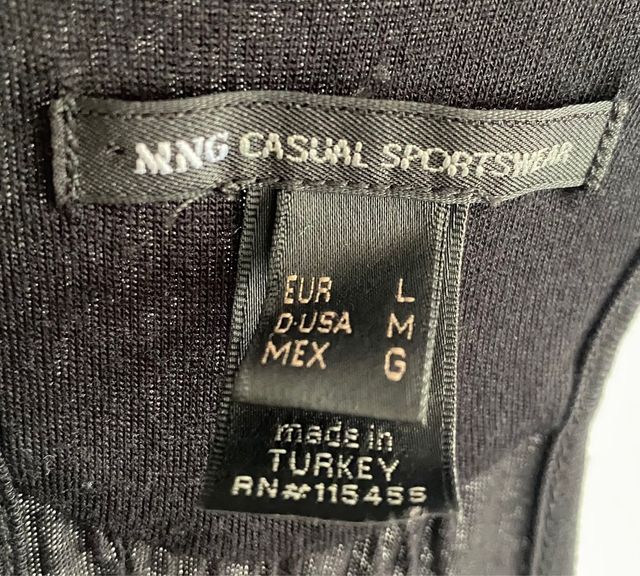 MNG CASUAL SPORTSWEAR
EUR L
D-USA M
MEX G
made in
TURKEY
RN#115455